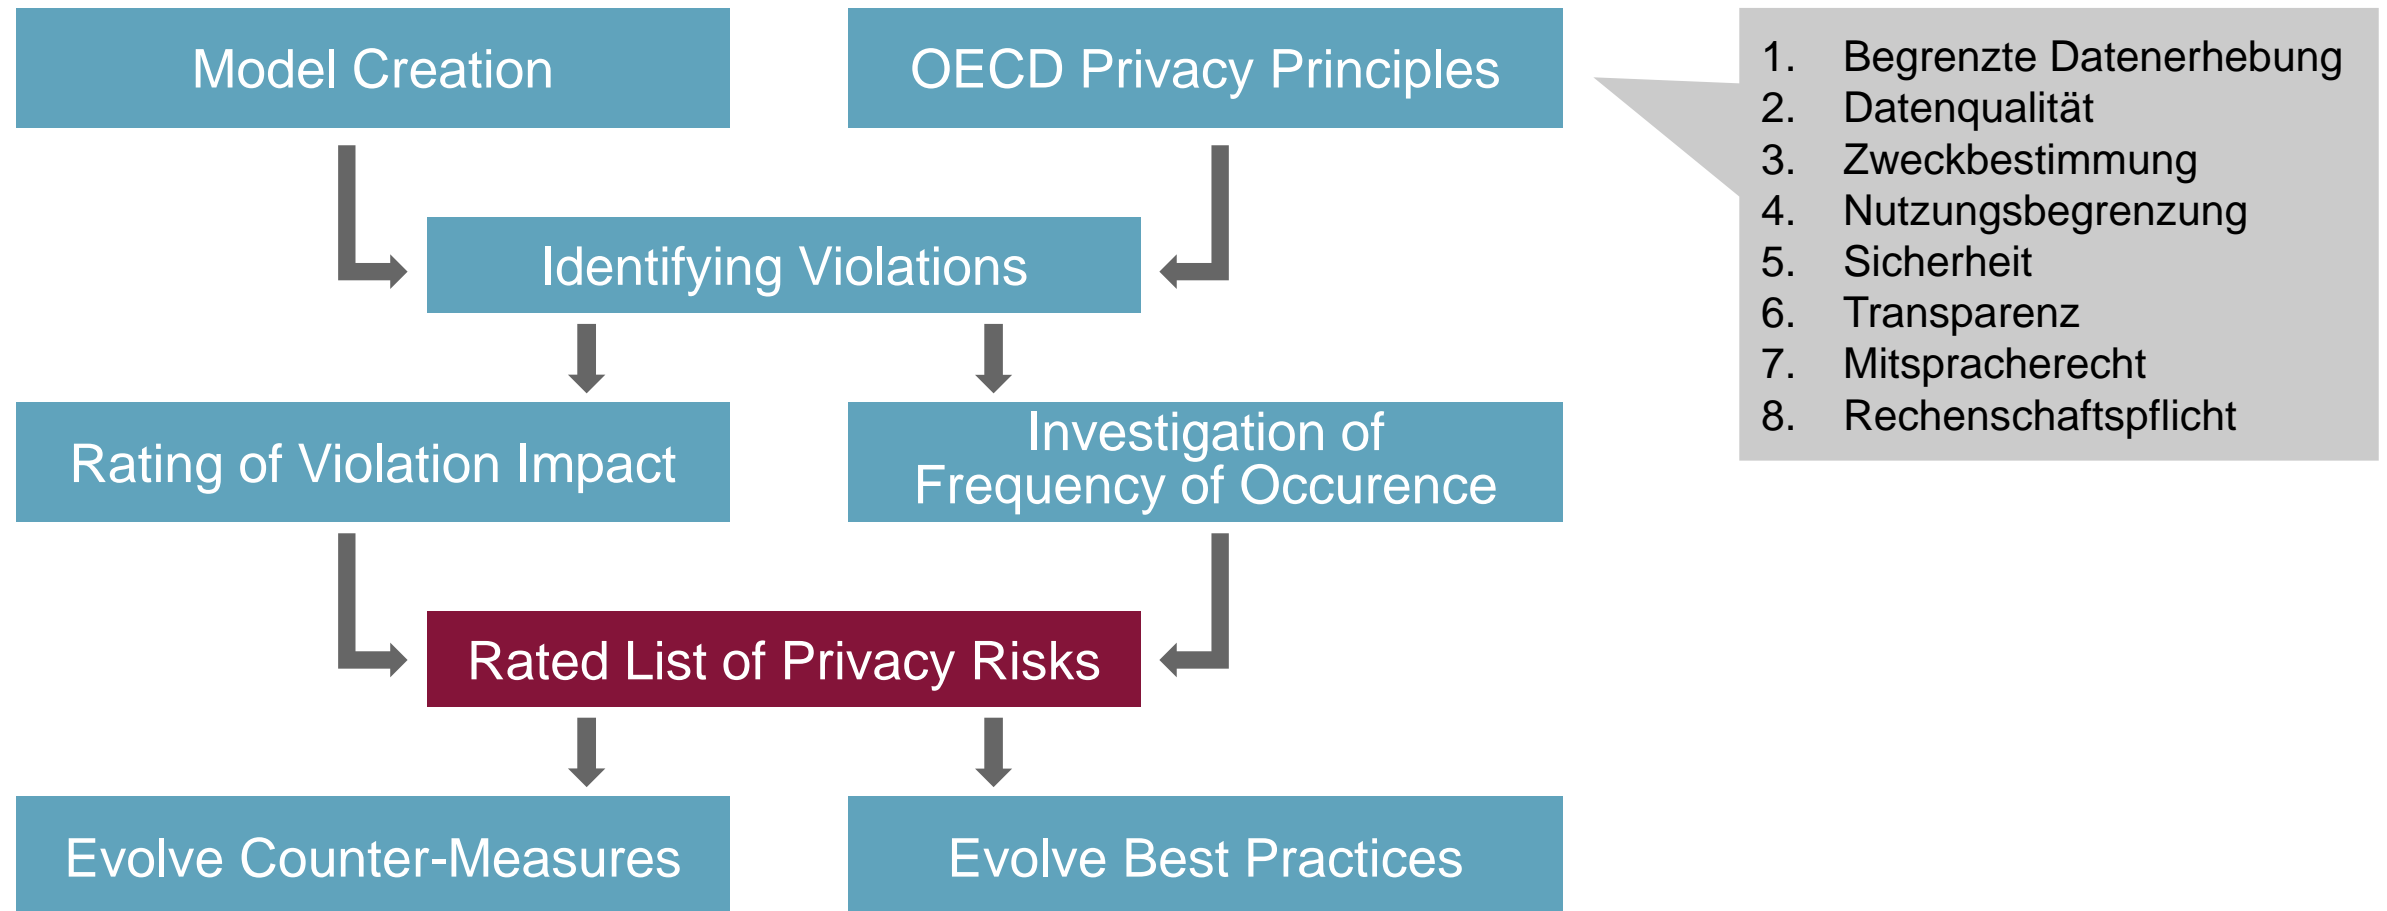 Model Creation
OECD Privacy Principles
Identifying Violations
Rating of Violation Impact
Investigation of
Frequency of Occurence
Rated List of Privacy Risks
Evolve Counter-Measures
Evolve Best Practices
1. Begrenzte Datenerhebung
2. Datenqualität
3. Zweckbestimmung
4. Nutzungsbegrenzung
5. Sicherheit
6. Transparenz
7. Mitspracherecht
8. Rechenschaftspflicht